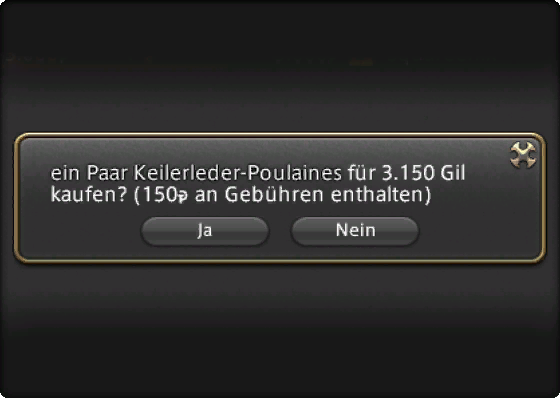 ein Paar Keilerleder-Poulaines für 3.150 Gil
kaufen? (150 an Gebühren enthalten)
Ja Nein